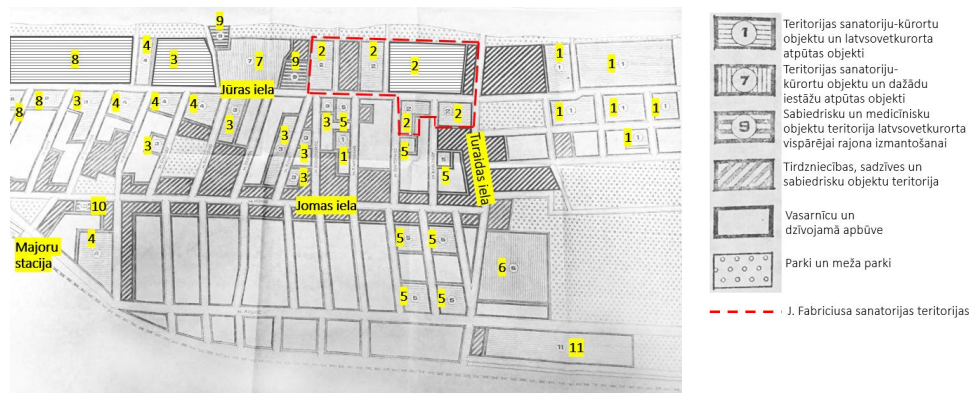 9
4
2
2
1
8
3
7
9
2
1
Jūras iela
8
8
3
4
4
4
3
3
5
2
2
1
1
1
1
3
3
3
1
5
5
3
Turaidas iela
10
Jomas iela
4
Majoru
stacija
5
5
6
5
5
11
1
Teritorijas sanatoriju-kūrortu
objektu un latvsovetkurorta
atpūtas objekti
7
Teritorijas sanatoriju-
kūrortu objektu un dažādu
iestāžu atpūtas objekti
9
Sabiedrisku un medicīnisku
objektu teritorija latvsovetkurorta
vispārējai rajona izmantošanai
Tirdzniecības, sadzīves un
sabiedrisku objektu teritorija
Vasarnīcu un
dzīvojamā apbūve
Parki un meža parki
J. Fabriciusa sanatorijas teritorijas